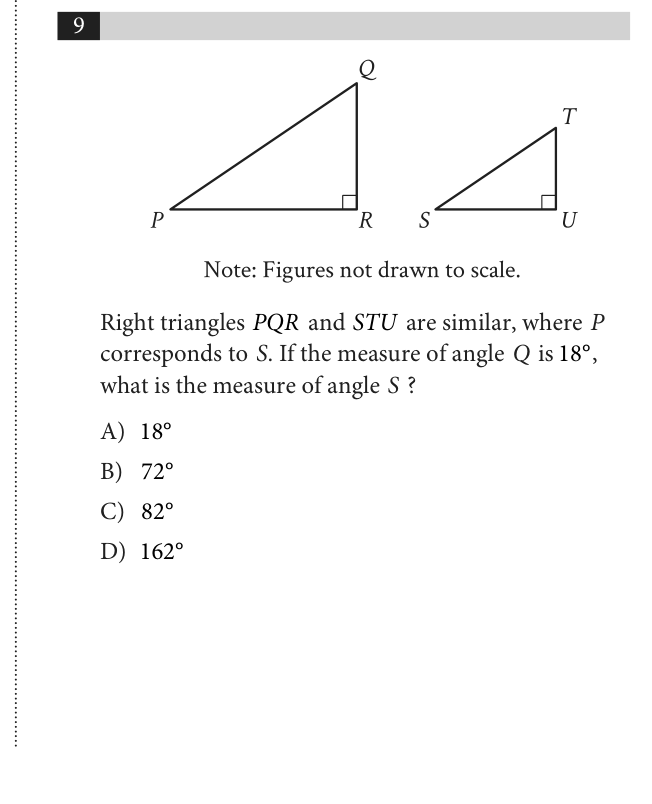 9
Q
T
P
R
S
U
Note: Figures not drawn to scale.
Right triangles PQR and STU are similar, where P
corresponds to S. If the measure of angle Q is 18°,
what is the measure of angle S ?
A) 18°
B) 72°
C) 82°
D) 162°